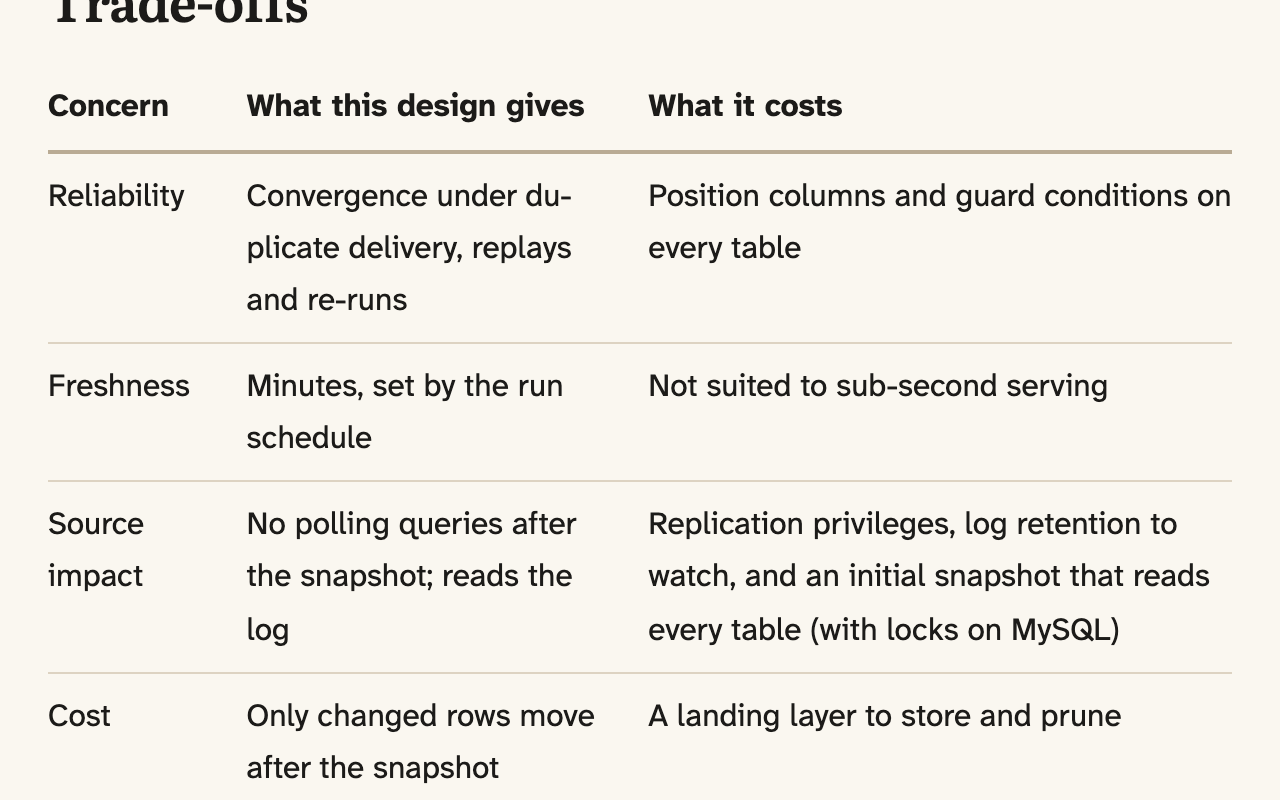 Trade-offs
Concern What this design gives What it costs
Reliability Convergence under du- Position columns and guard conditions on
plicate delivery, replays every table
and re-runs
Freshness Minutes, set by the run Not suited to sub-second serving
schedule
Source No polling queries after Replication privileges, log retention to
impact the snapshot; reads the watch, and an initial snapshot that reads
log every table (with locks on MySQL)
Cost Only changed rows move A landing layer to store and prune
after the snapshot